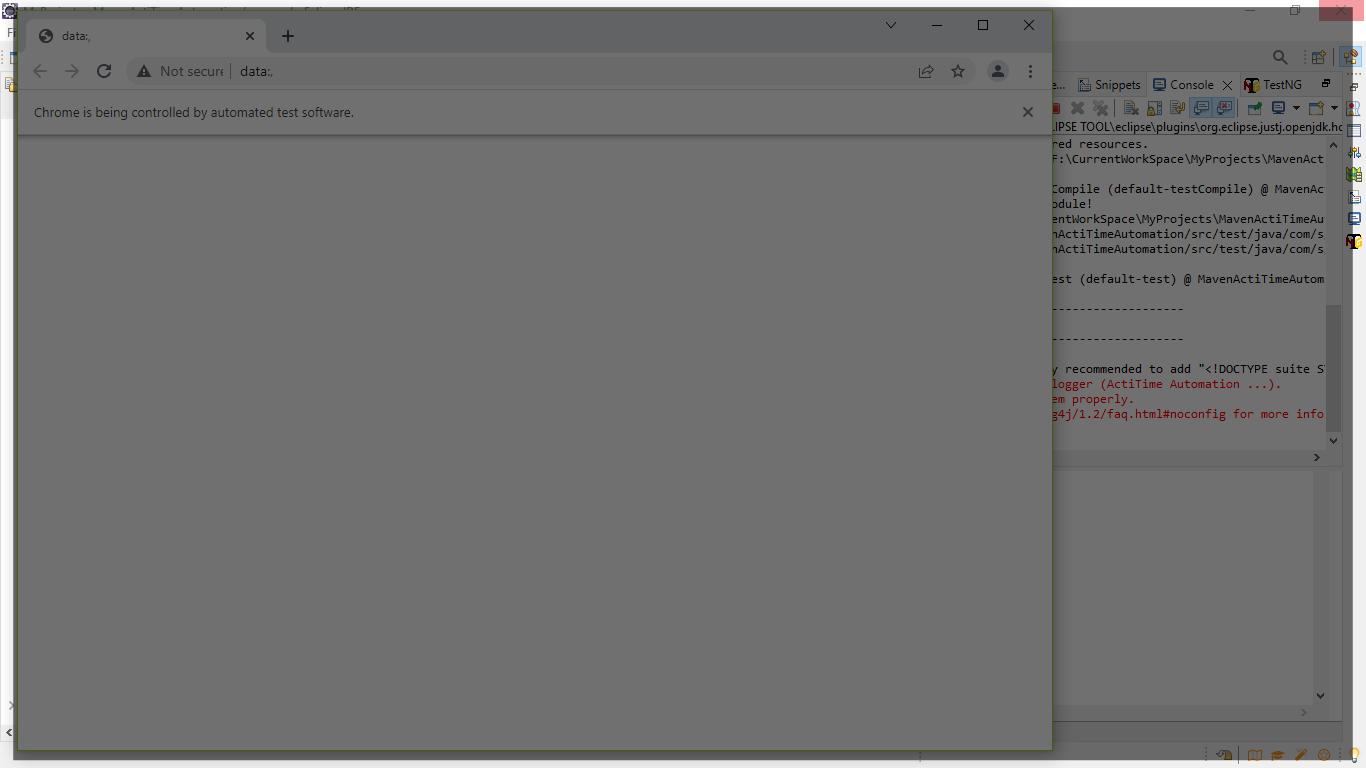 data:,
Not secure
data:,
Chrome is being controlled by automated test software.
Snippets
Console
TestNG
IPSE TOOL\eclipse\plugins\org.eclipse.justj.openjdk.ho
red resources.
F:\CurrentWorkSpace\MyProjects\MavenAct
Compile (default-testCompile) @ MavenAc
odule!
entWorkSpace\MyProjects\MavenActiTimeAu
nActiTimeAutomation/src/test/java/com/s
nActiTimeAutomation/src/test/java/com/s
est (default-test) @ MavenActiTimeAutom
-------------------
-------------------
y recommended to add "<!DOCTYPE suite S
logger (ActiTime Automation ...).
em properly.
g4j/1.2/faq.html#noconfig for more info